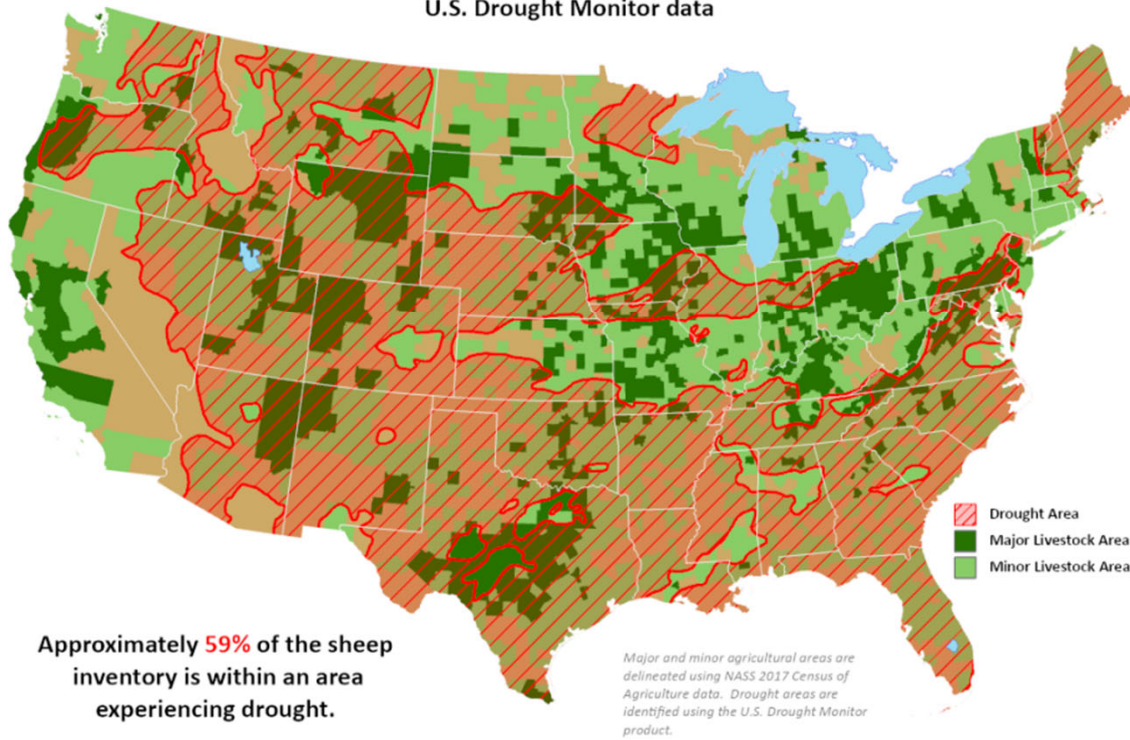 U.S. Drought Monitor data
Drought Area
Major Livestock Area
Minor Livestock Area
Approximately 59% of the sheep
inventory is within an area
experiencing drought.
Major and minor agricultural areas are
delineated using NASS 2017 Census of
Agriculture data. Drought areas are
identified using the U.S. Drought Monitor
product.